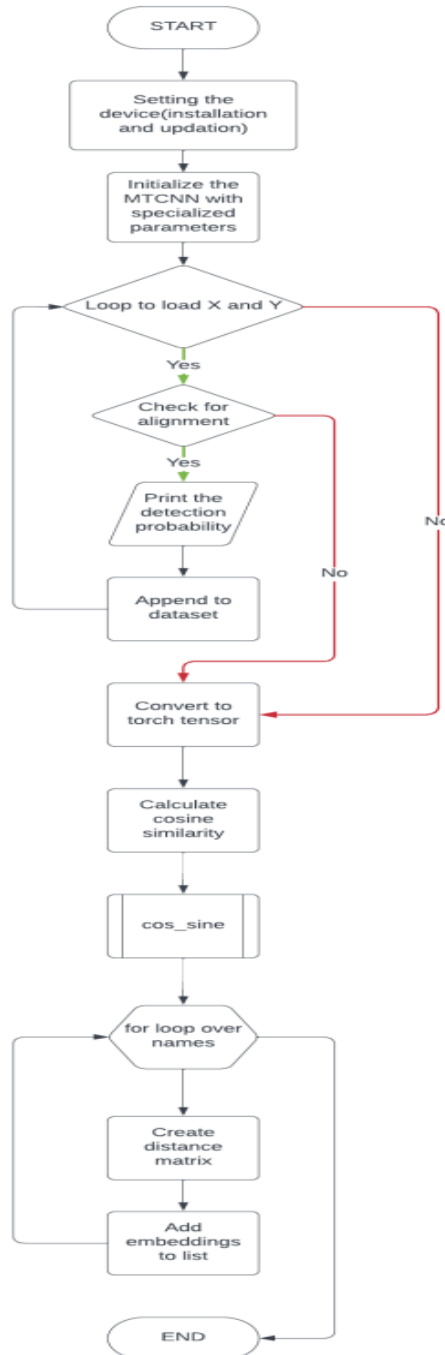 START
Setting the
device(installation
and updation)
Initialize the
MTCNN with
specialized
parameters
Loop to load X and Y
Yes
Check for
alignment
Yes
Print the
detection
probability
No
No
Append to
dataset
Convert to
torch tensor
Calculate
cosine
similarity
cos_sine
for loop over
names
Create
distance
matrix
Add
embeddings
to list
END